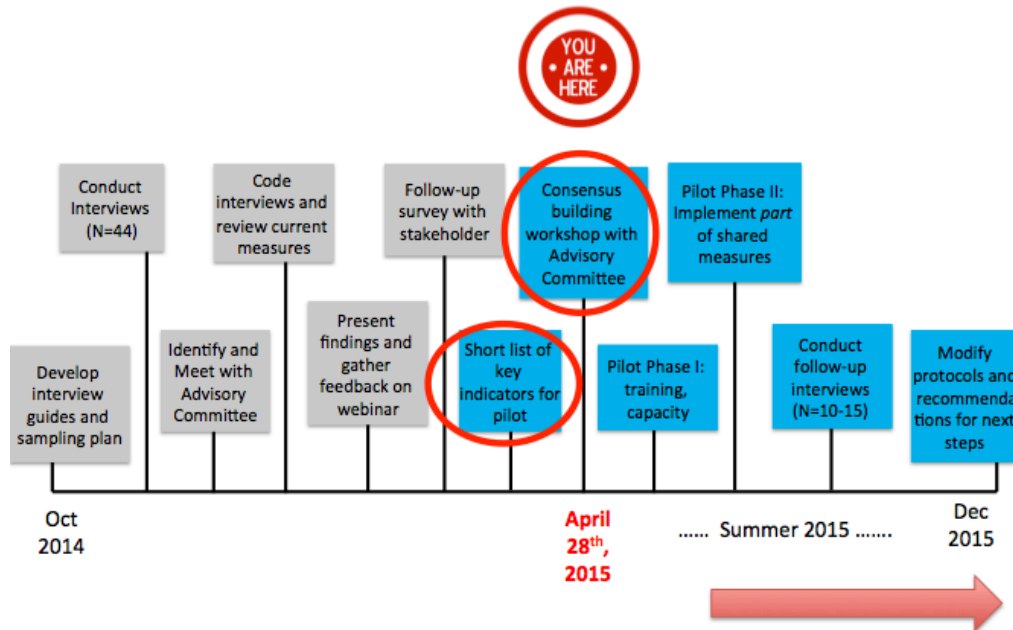 YOU
• ARE •
HERE
Conduct
Interviews
(N=44)
Code
interviews and
review current
measures
Follow-up
survey with
stakeholder
Consensus
building
workshop with
Advisory
Committee
Pilot Phase II:
Implement part
of shared
measures
Develop
interview
guides and
sampling plan
Identify and
Meet with
Advisory
Committee
Present
findings and
gather
feedback on
webinar
Short list of
key
indicators for
pilot
Pilot Phase I:
training,
capacity
Conduct
follow-up
interviews
(N=10-15)
Modify
protocols and
recommenda
tions for next
steps
Oct
2014
April
28th,
2015
...... Summer 2015 .......
Dec
2015